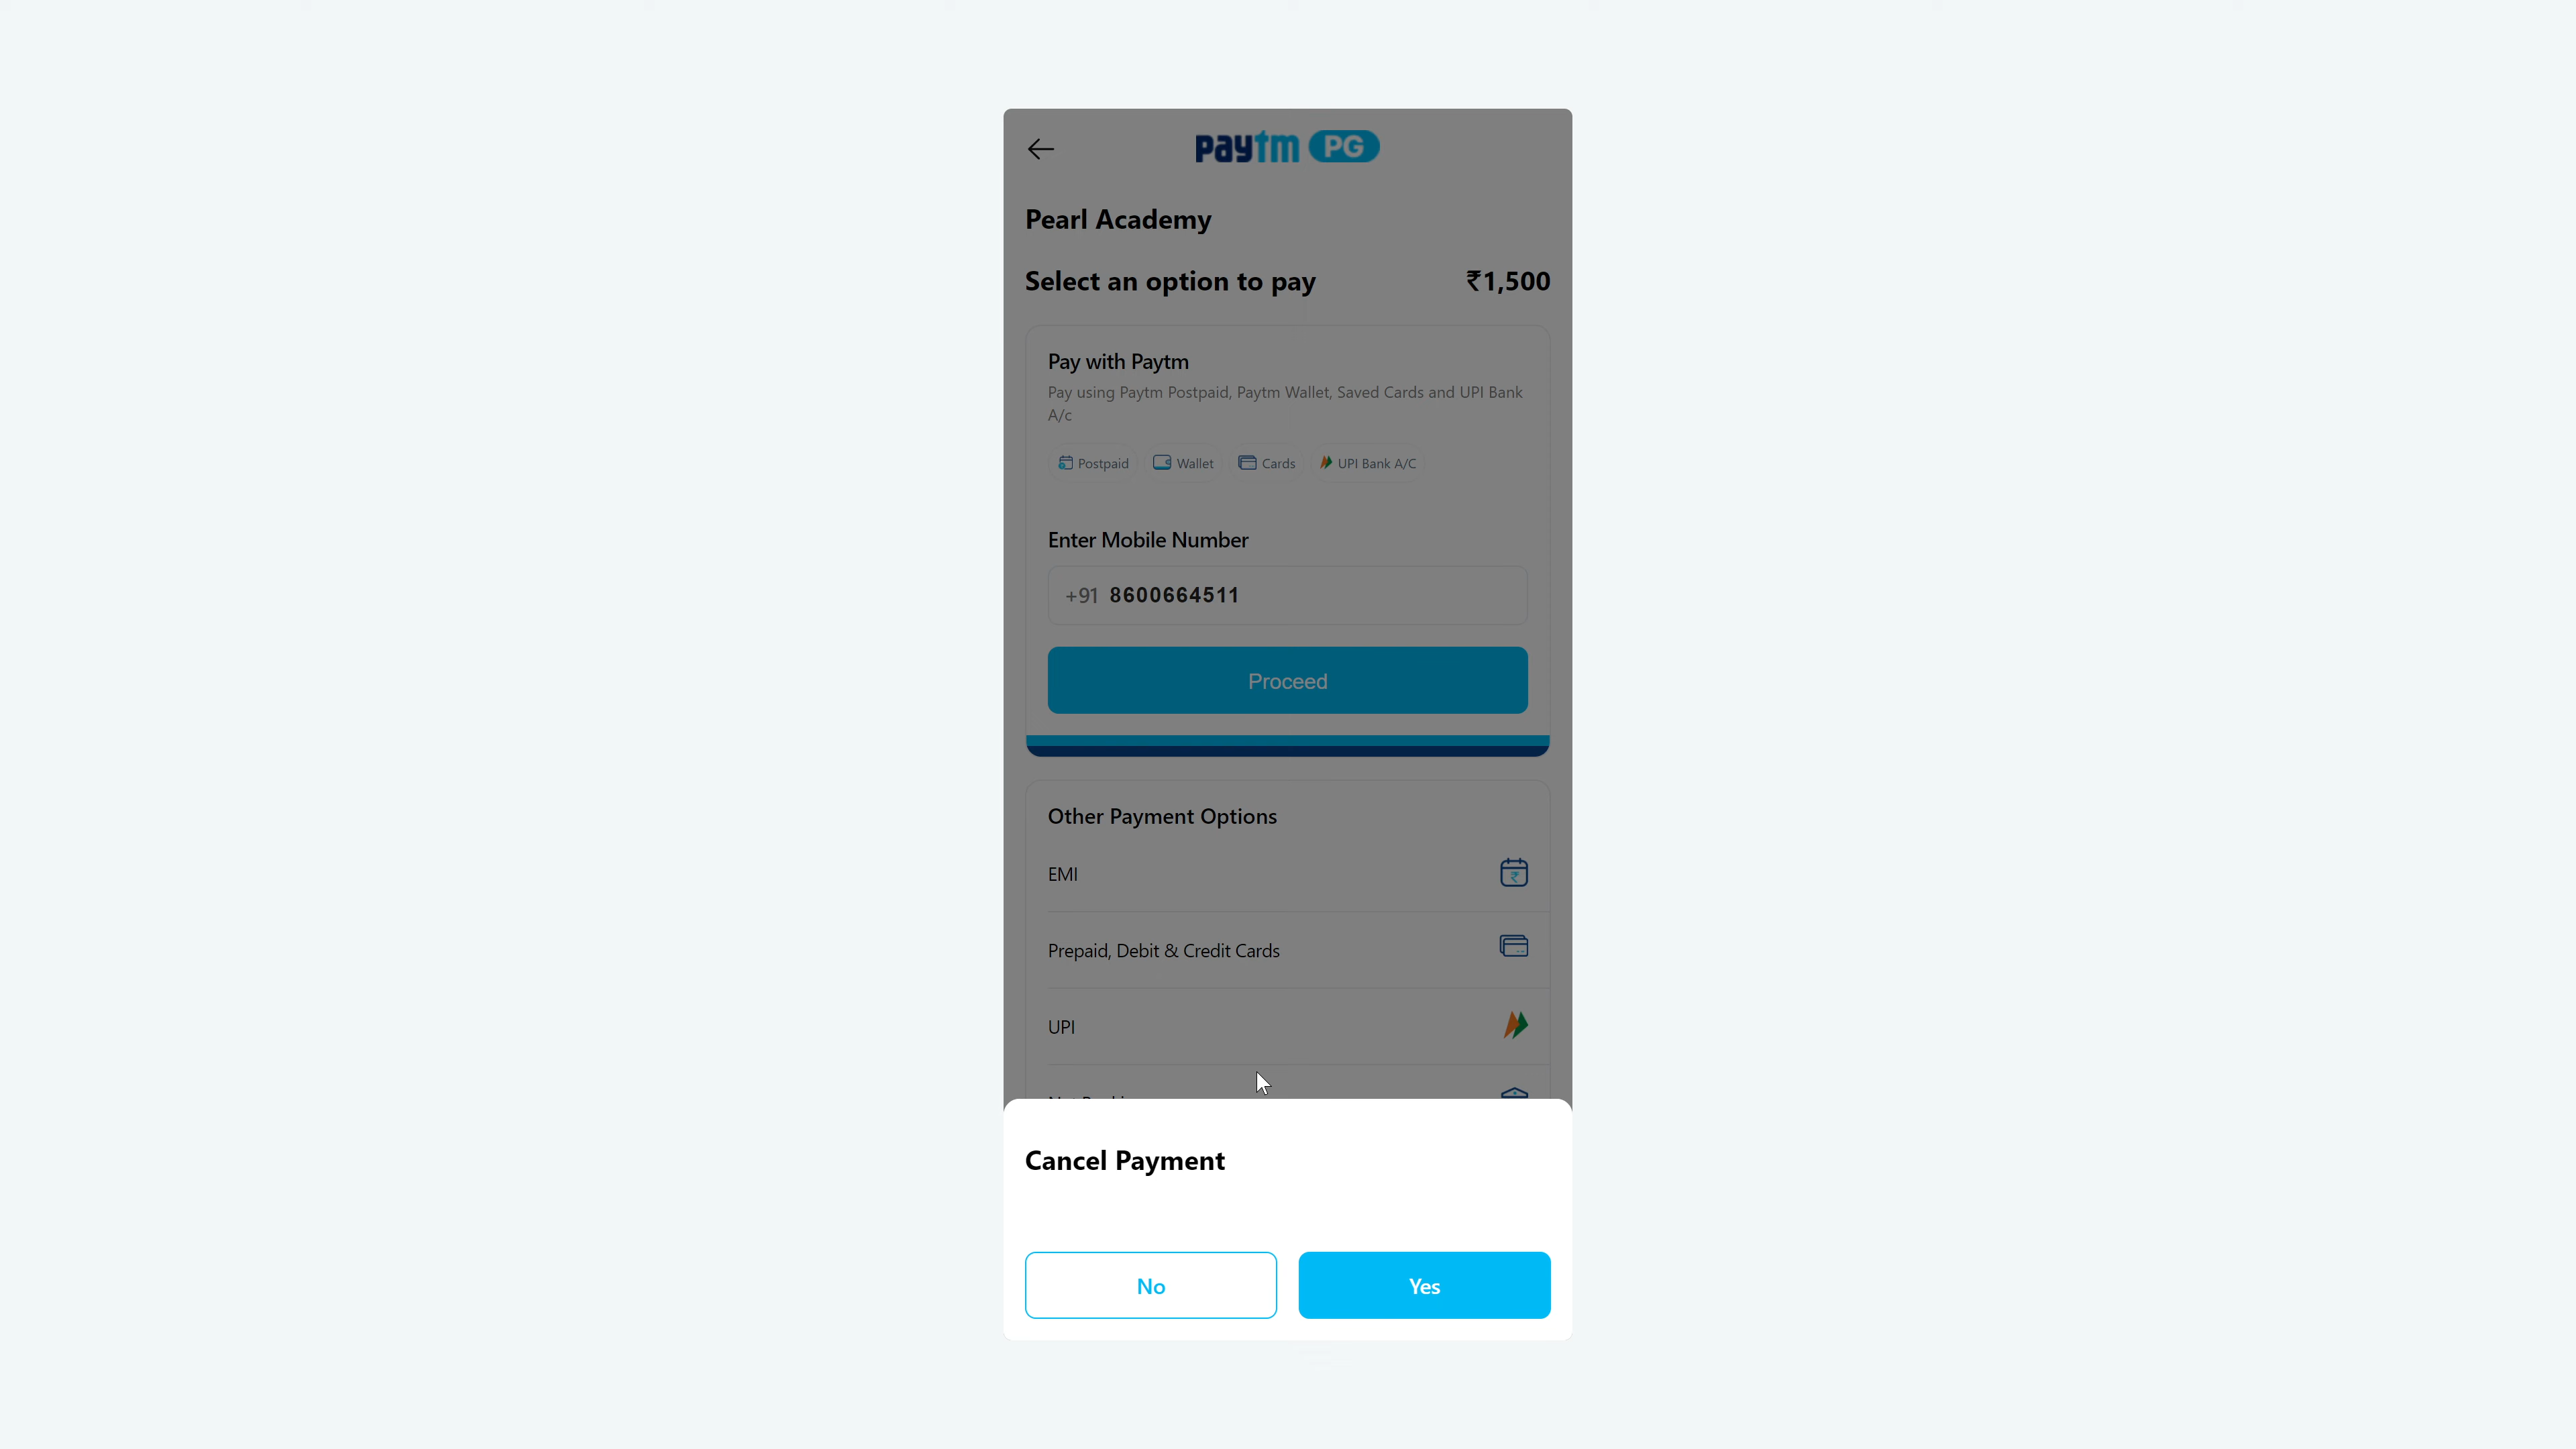 paytm PG
Pearl Academy
Select an option to pay ₹1,500
Pay with Paytm
Pay using Paytm Postpaid, Paytm Wallet, Saved Cards and UPI Bank
A/c
Postpaid Wallet Cards UPI Bank A/C
Enter Mobile Number
+91 8600664511
Proceed
Other Payment Options
EMI
Prepaid, Debit & Credit Cards
UPI
Cancel Payment
No Yes